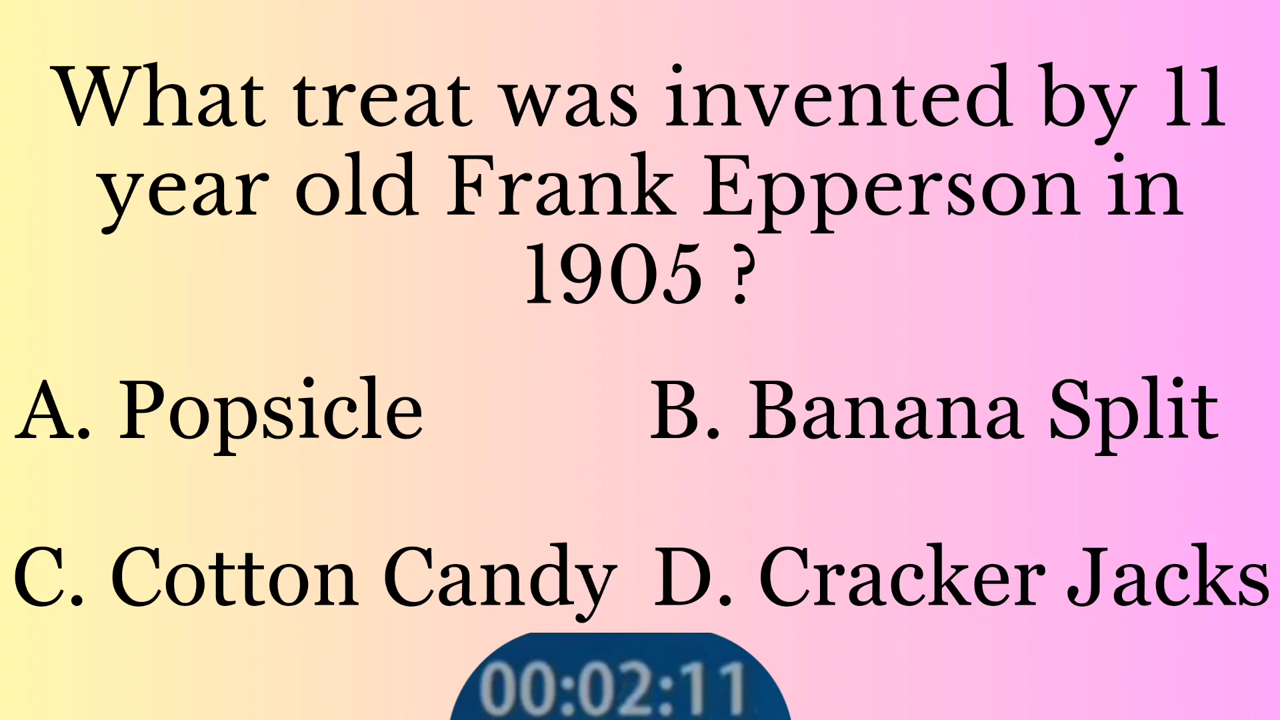 What treat was invented by 11
year old Frank Epperson in
1905 ?
A. Popsicle
B. Banana Split
C. Cotton Candy
D. Cracker Jacks
00:02:11